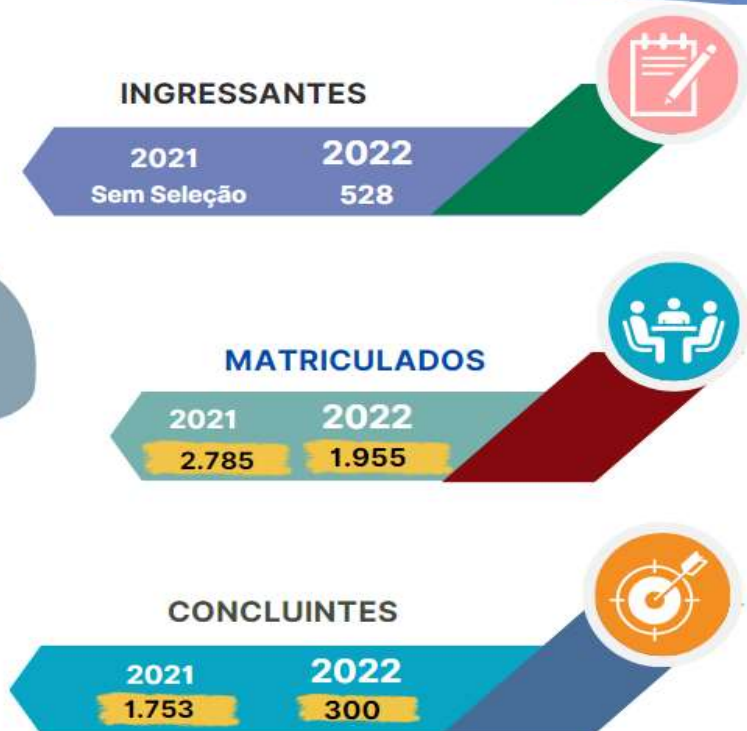 INGRESSANTES
2021 2022
Sem Seleção 528
MATRICULADOS
2021 2022
2.785 1.955
CONCLUINTES
2021 2022
1.753 300